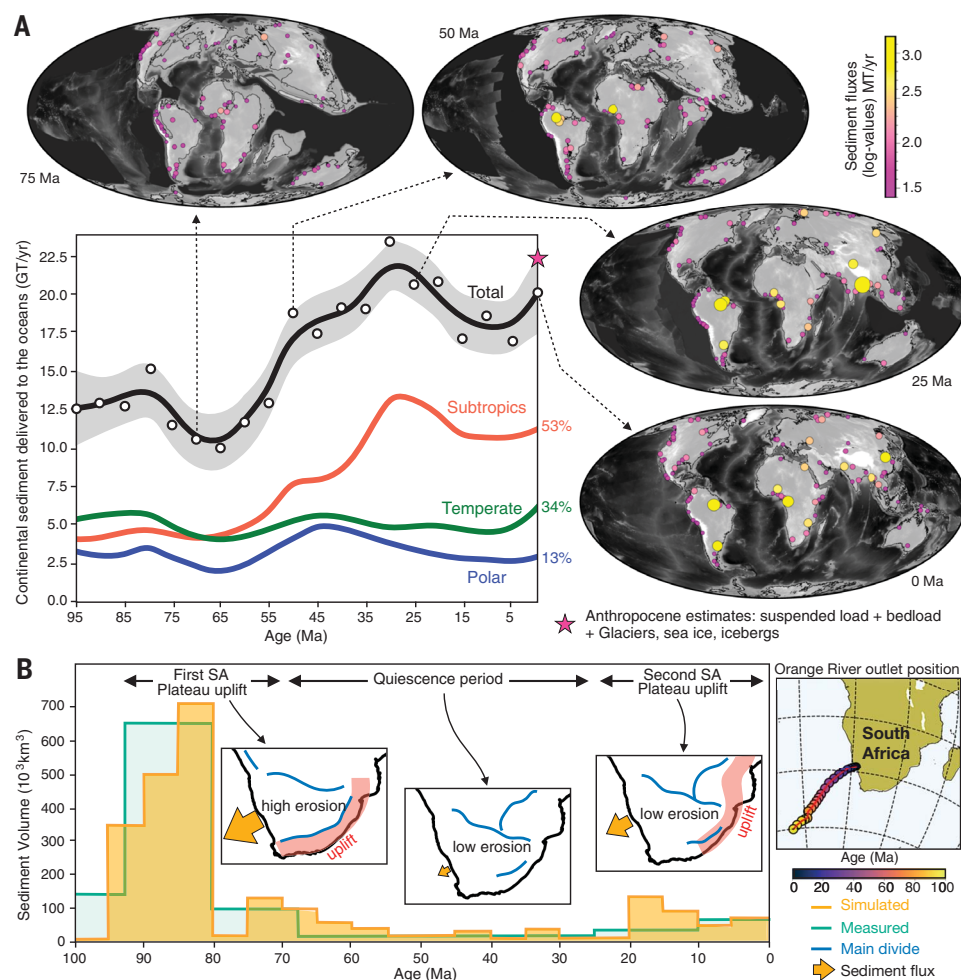 A
75 Ma
50 Ma
Sediment fluxes
(log-values) MT/yr
3.0
2.5
2.0
1.5
25 Ma
0 Ma
Continental sediment delivered to the oceans (GT/yr)
22.5
20.0
17.5
15.0
12.5
10.0
7.5
5.0
2.5
0.0
Total
Subtropics
53%
Temperate
34%
Polar
13%
95
85
75
65
55
45
35
25
15
5
Age (Ma)
Anthropocene estimates: suspended load + bedload
+ Glaciers, sea ice, icebergs
B
Sediment Volume (10³km³)
700
600
500
400
300
200
100
0
First SA
Plateau uplift
Quiescence period
Second SA
Plateau uplift
high erosion
uplift
low erosion
low erosion
uplift
100
90
80
70
60
50
40
30
20
10
0
Age (Ma)
Orange River outlet position
South
Africa
Age (Ma)
0 20 40 60 80 100
Simulated
Measured
Main divide
Sediment flux